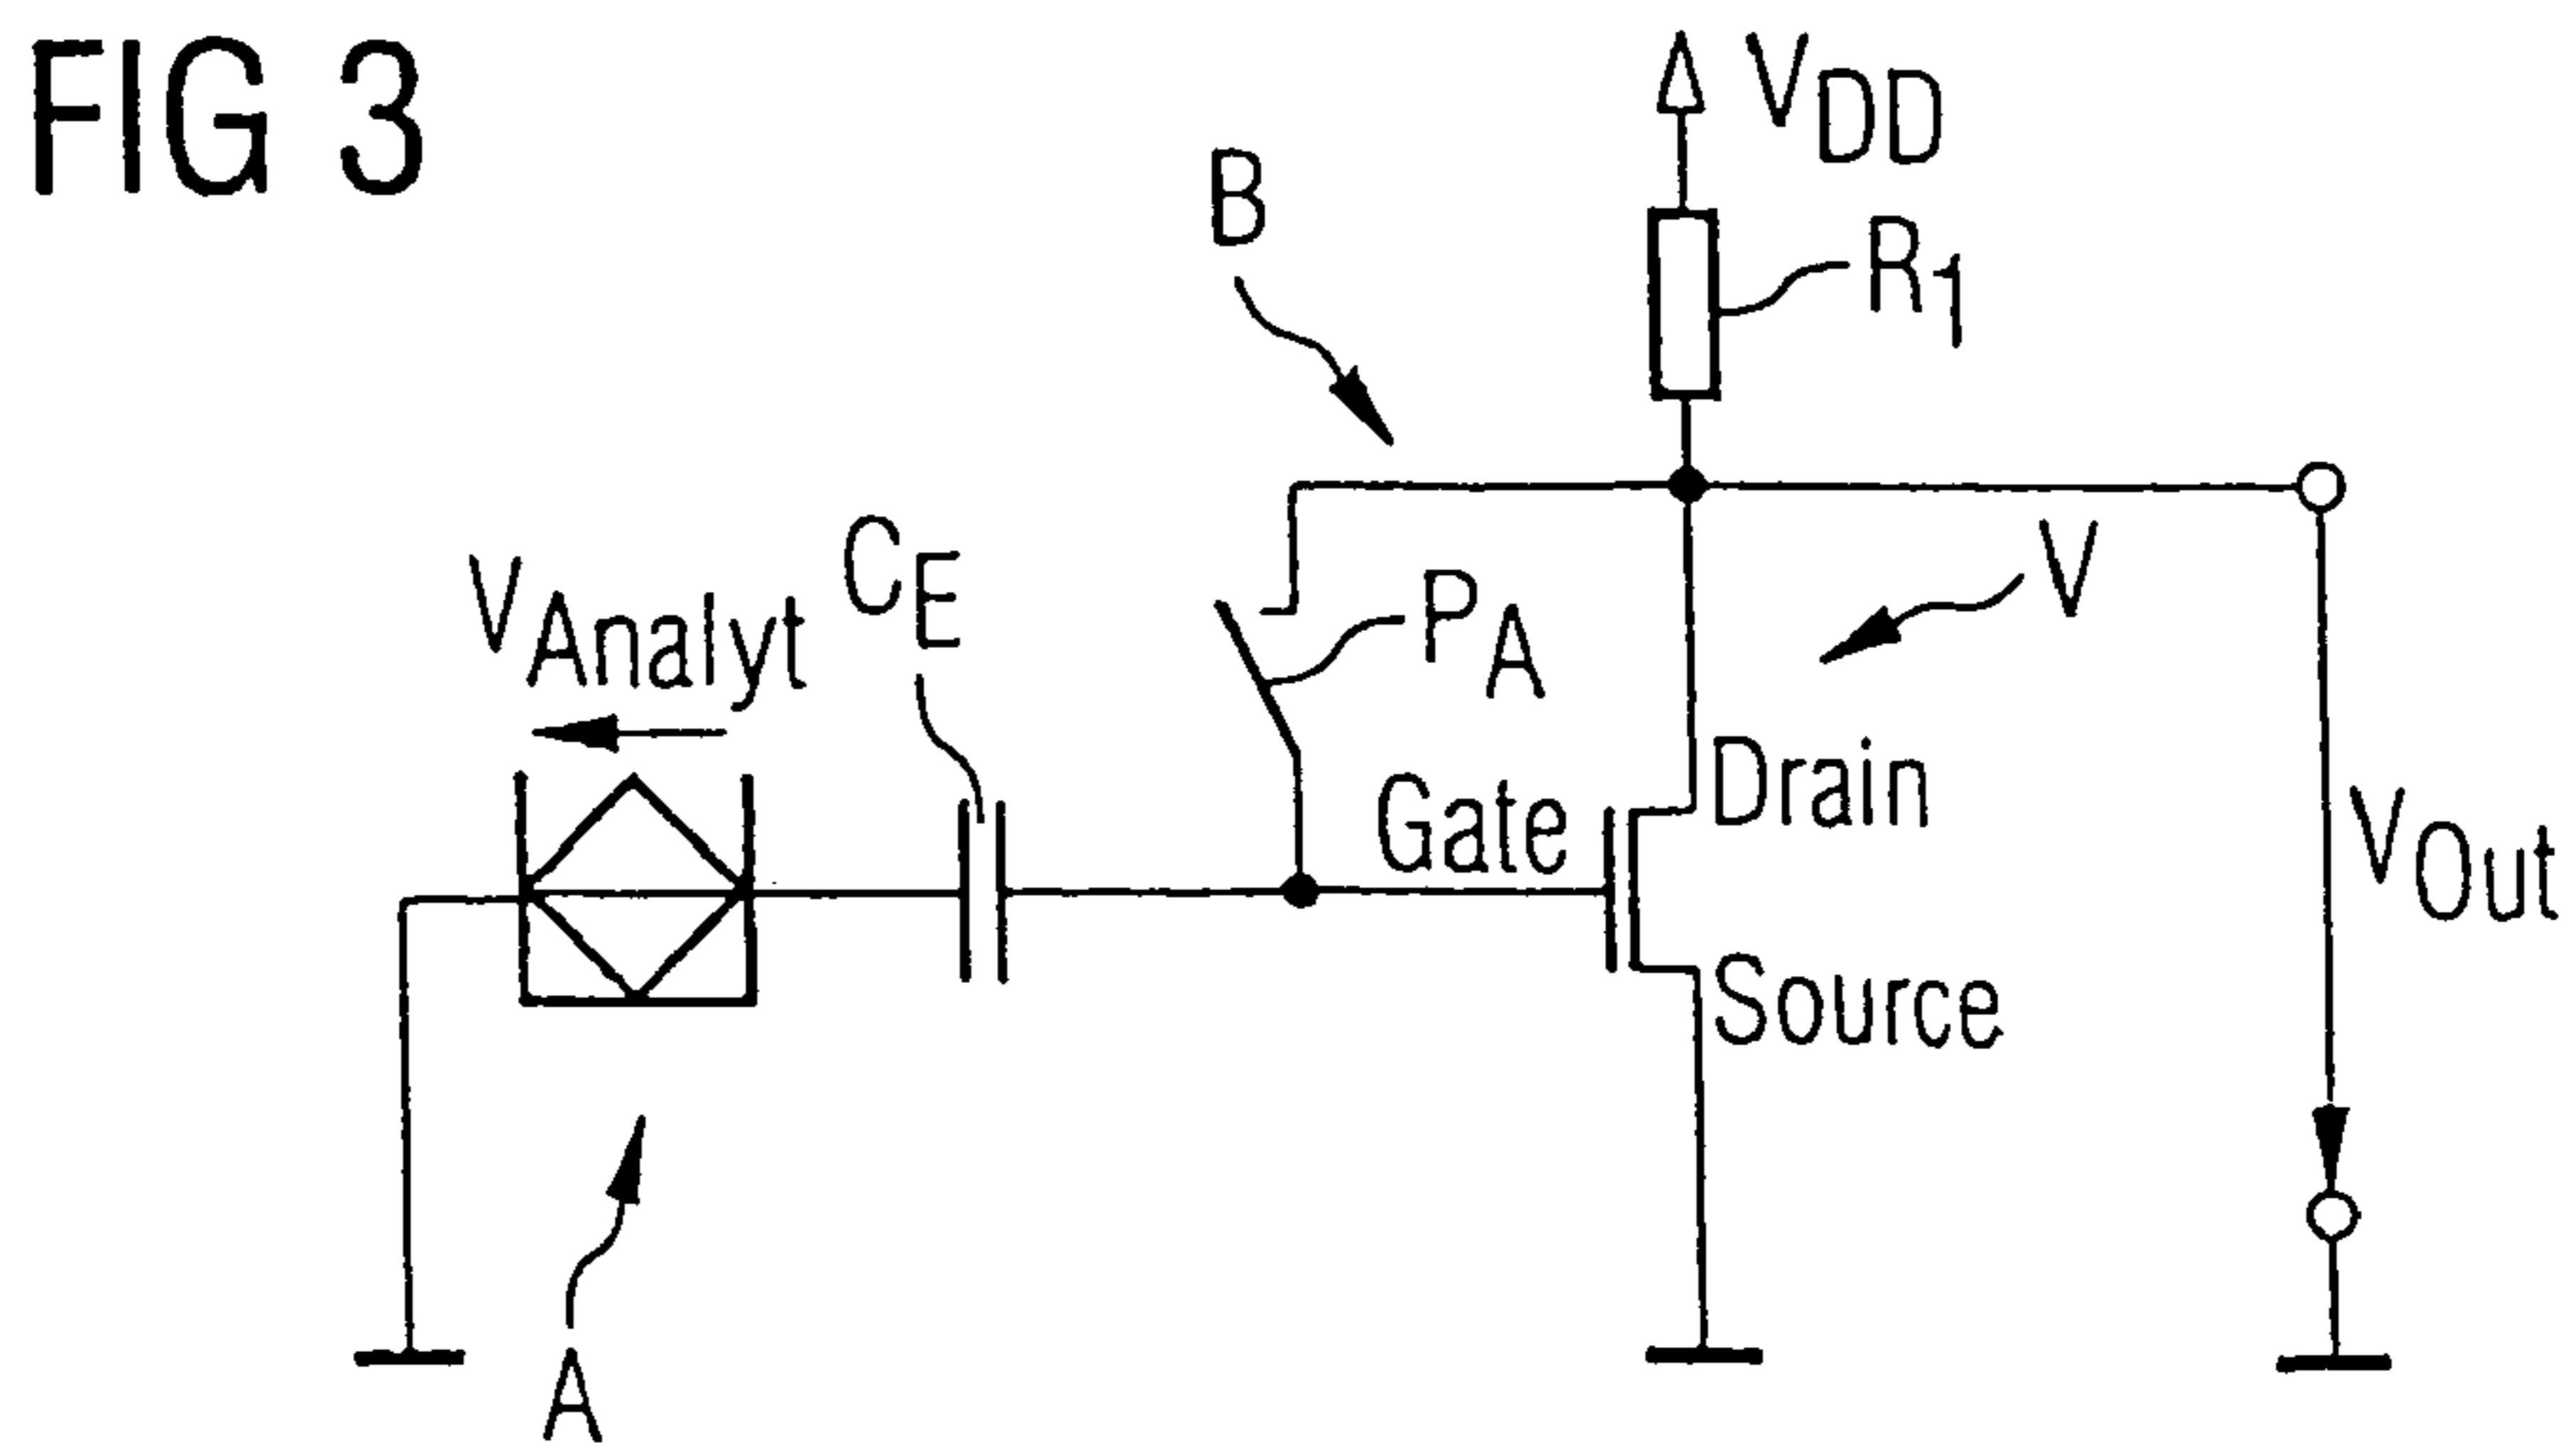 FIG 3
VDD
B
R1
CE
VAnalyt
PA
V
Drain
Gate
VOut
Source
A